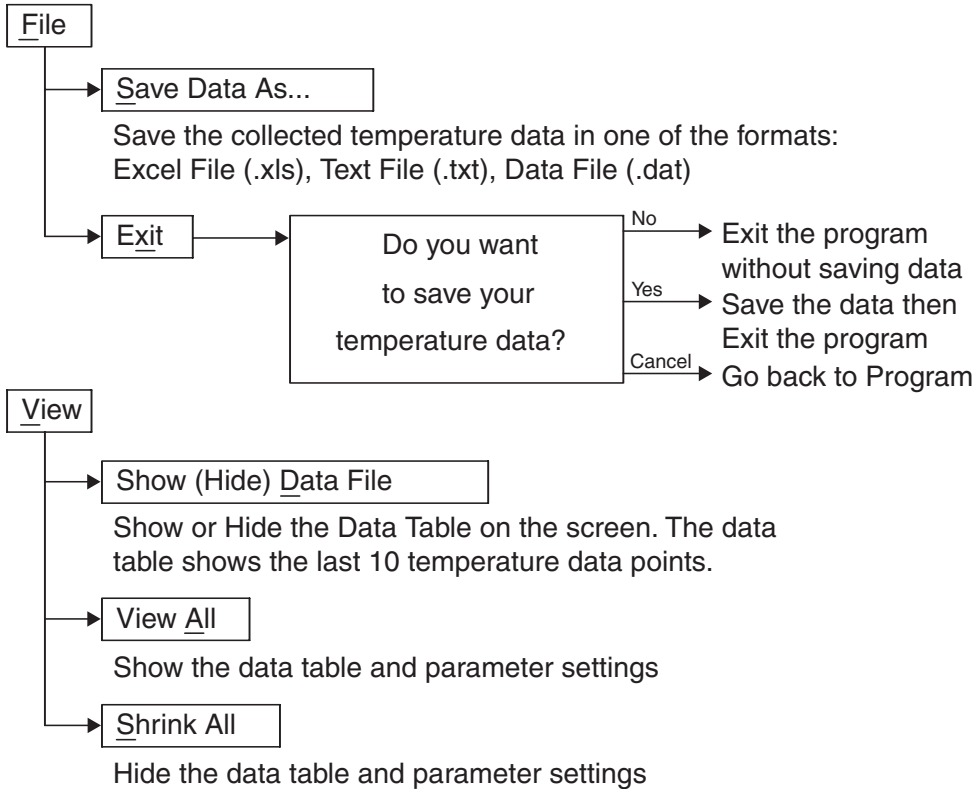 File
Save Data As...
Save the collected temperature data in one of the formats:
Excel File (.xls), Text File (.txt), Data File (.dat)
Exit
Do you want
to save your
temperature data?
No
Exit the program
without saving data
Yes
Save the data then
Exit the program
Cancel
Go back to Program
View
Show (Hide) Data File
Show or Hide the Data Table on the screen. The data
table shows the last 10 temperature data points.
View All
Show the data table and parameter settings
Shrink All
Hide the data table and parameter settings